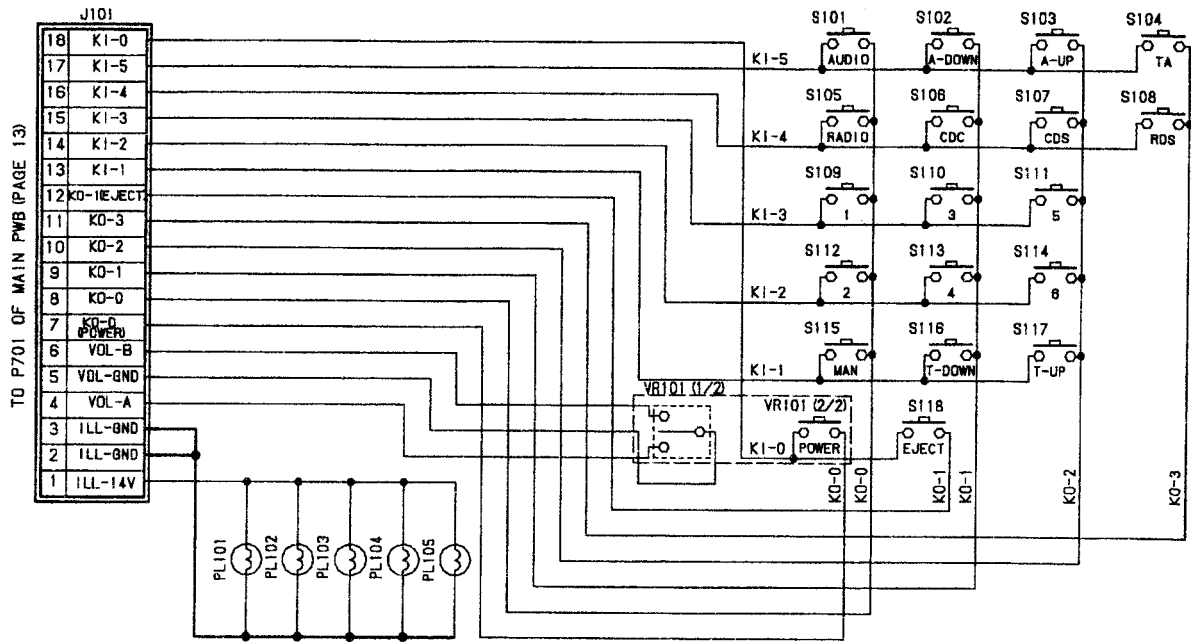 J101
18 KI-0
17 KI-5
16 KI-4
15 KI-3
14 KI-2
13 KI-1
12 KO-1(EJECT)
11 KO-3
10 KO-2
9 KO-1
8 KO-0
7 KO-0 (POWER)
6 VOL-B
5 VOL-GND
4 VOL-A
3 ILL-GND
2 ILL-GND
1 ILL-14V
TO P701 OF MAIN PWB (PAGE 13)
S101 S102 S103 S104
KI-5 AUDIO A-DOWN A-UP TA
S105 S106 S107 S108
KI-4 RADIO CDC CDS RDS
S109 S110 S111
KI-3 1 3 5
S112 S113 S114
KI-2 2 4 6
S115 S116 S117
KI-1 MAN T-DOWN T-UP
VR101 (1/2) VR101 (2/2) S118
KI-0 POWER EJECT
KO-0 KO-0 KO-1 KO-1 KO-2 KO-3
PL101 PL102 PL103 PL104 PL105